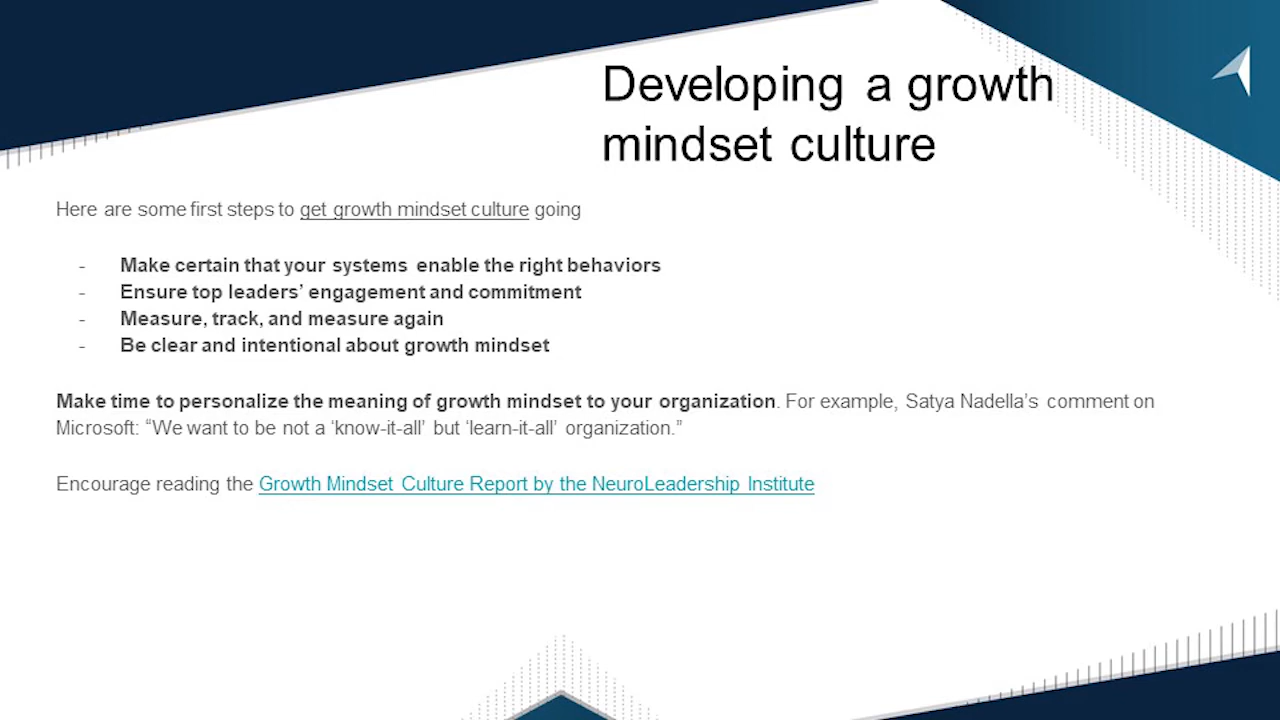 Developing a growth
mindset culture
Here are some first steps to get growth mindset culture going
- Make certain that your systems enable the right behaviors
- Ensure top leaders’ engagement and commitment
- Measure, track, and measure again
- Be clear and intentional about growth mindset
Make time to personalize the meaning of growth mindset to your organization. For example, Satya Nadella’s comment on
Microsoft: “We want to be not a ‘know-it-all’ but ‘learn-it-all’ organization.”
Encourage reading the Growth Mindset Culture Report by the NeuroLeadership Institute